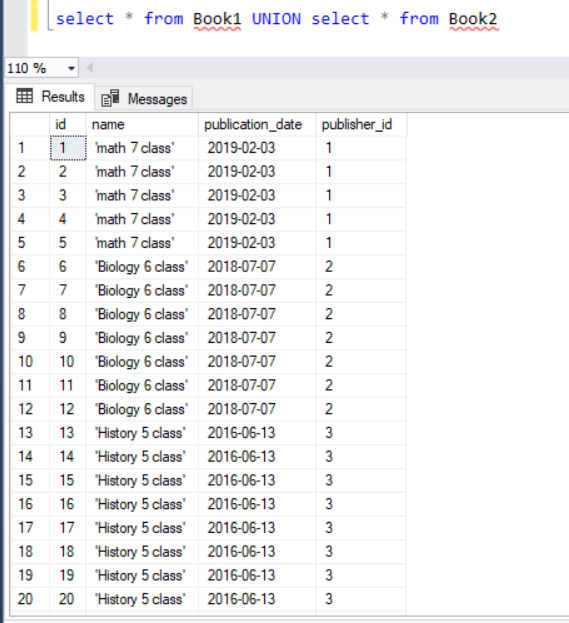 select * from Book1 UNION select * from Book2
110 %
Results Messages
id name publication_date publisher_id
1 1 'math 7 class' 2019-02-03 1
2 2 'math 7 class' 2019-02-03 1
3 3 'math 7 class' 2019-02-03 1
4 4 'math 7 class' 2019-02-03 1
5 5 'math 7 class' 2019-02-03 1
6 6 'Biology 6 class' 2018-07-07 2
7 7 'Biology 6 class' 2018-07-07 2
8 8 'Biology 6 class' 2018-07-07 2
9 9 'Biology 6 class' 2018-07-07 2
10 10 'Biology 6 class' 2018-07-07 2
11 11 'Biology 6 class' 2018-07-07 2
12 12 'Biology 6 class' 2018-07-07 2
13 13 'History 5 class' 2016-06-13 3
14 14 'History 5 class' 2016-06-13 3
15 15 'History 5 class' 2016-06-13 3
16 16 'History 5 class' 2016-06-13 3
17 17 'History 5 class' 2016-06-13 3
18 18 'History 5 class' 2016-06-13 3
19 19 'History 5 class' 2016-06-13 3
20 20 'History 5 class' 2016-06-13 3